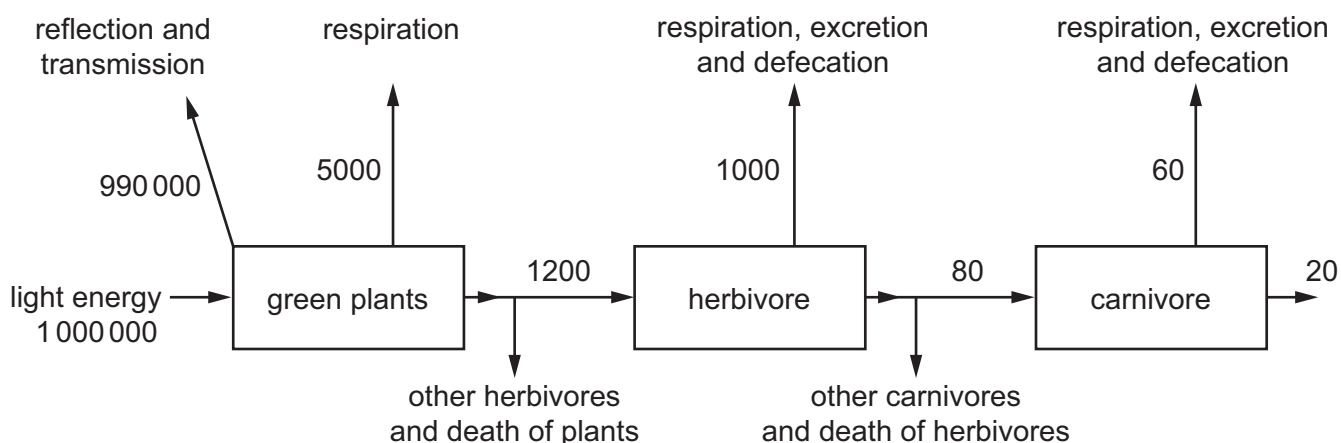 reflection and
transmission
respiration
respiration, excretion
and defecation
respiration, excretion
and defecation
990 000
5000
1000
60
light energy
1 000 000
green plants
1200
herbivore
80
carnivore
20
other herbivores
and death of plants
other carnivores
and death of herbivores